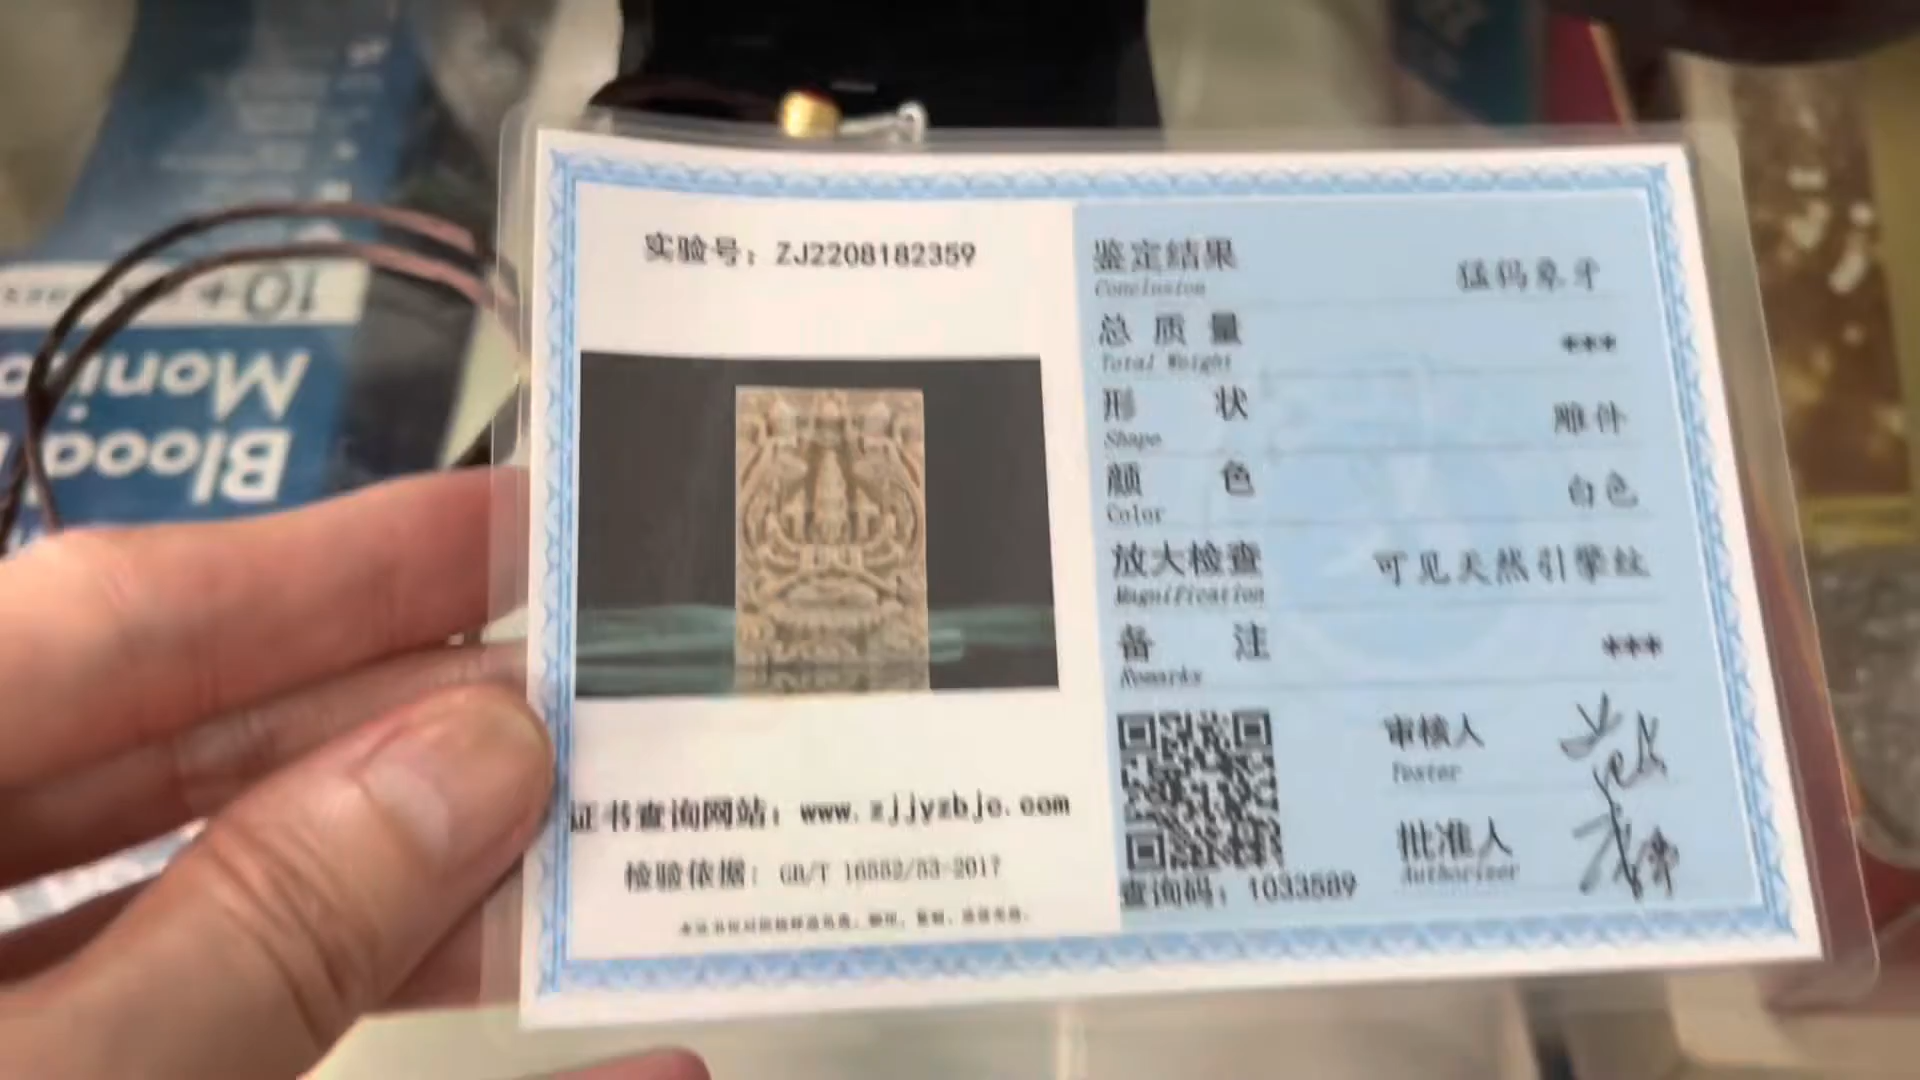 实验号：ZJ2208182359
证书查询网站：www.zjjyzbjc.com
检验依据：GB/T 16552/53-2017
鉴定结果 猛犸象牙
Conclusion
总质量 ***
Total Weight
形状 雕件
Shape
颜色 白色
Color
放大检查 可见天然引擎纹
Magnification
备注 ***
Remarks
审核人
Tester
批准人
Authorizer
查询码：1033589
10+
Blood